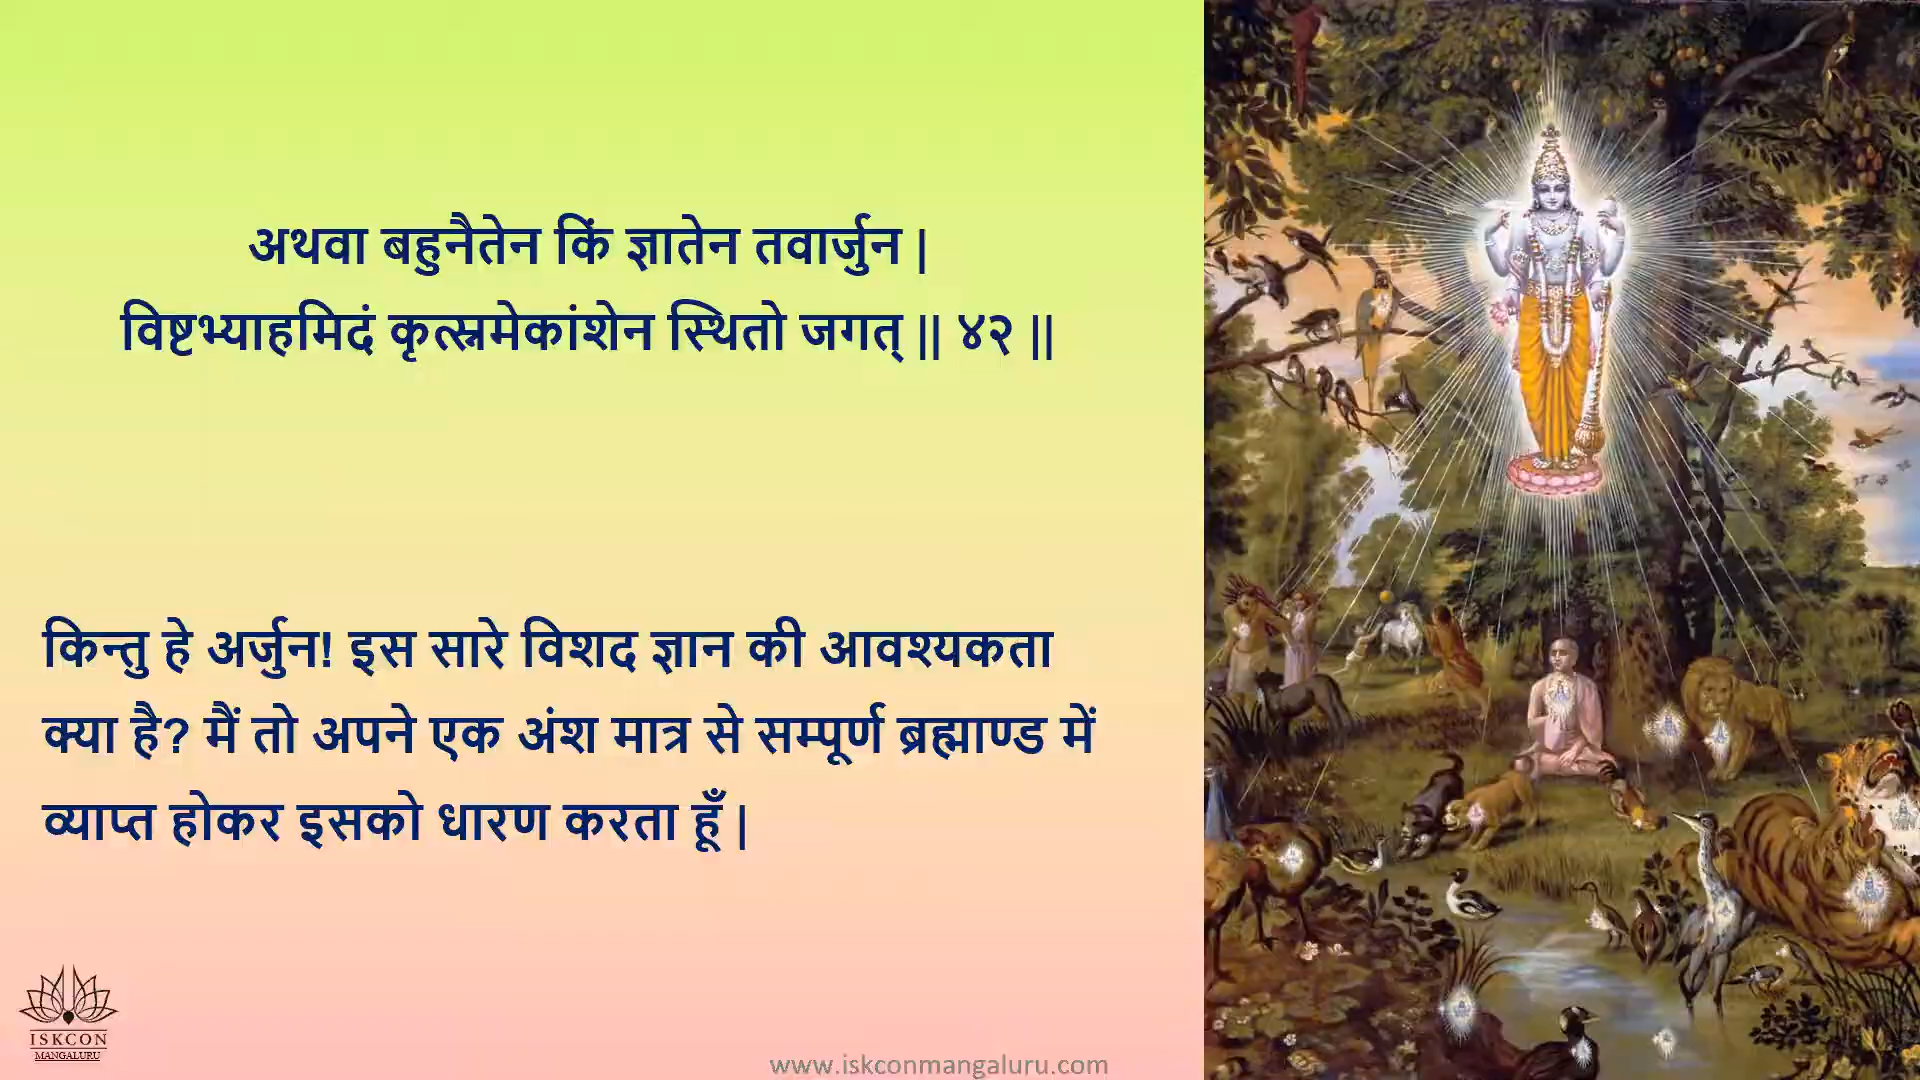 अथवा बहुनैतेन किं ज्ञातेन तवार्जुन |
विष्टभ्याहमिदं कृत्स्नमेकांशेन स्थितो जगत् || ४२ ||
किन्तु हे अर्जुन! इस सारे विशद ज्ञान की आवश्यकता
क्या है? मैं तो अपने एक अंश मात्र से सम्पूर्ण ब्रह्माण्ड में
व्याप्त होकर इसको धारण करता हूँ |
ISKCON
MANGALURU
www.iskconmangaluru.com